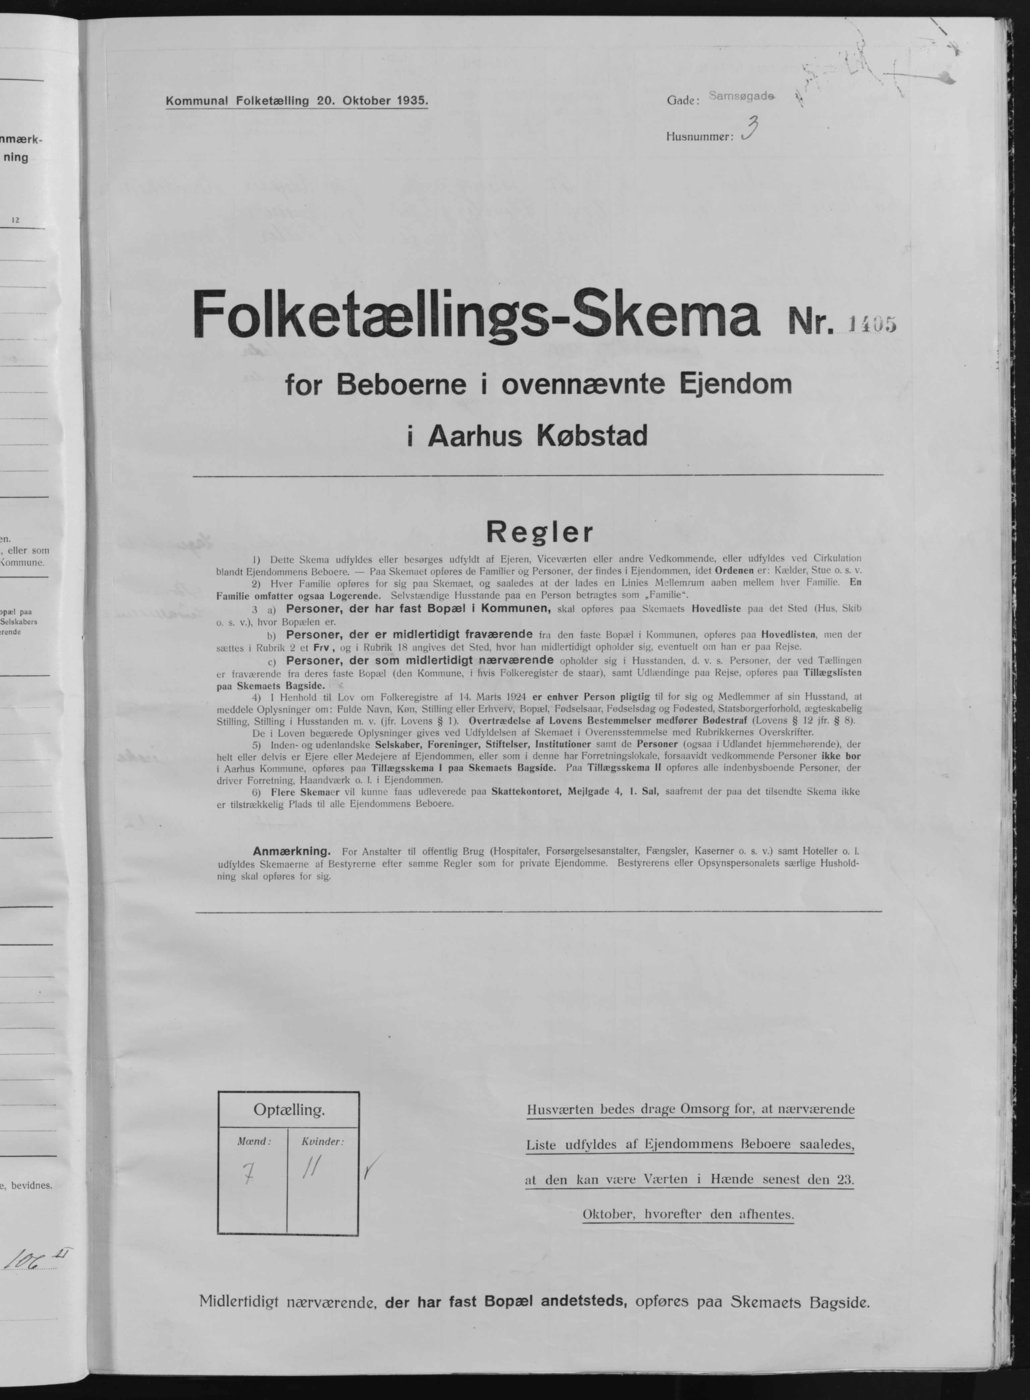 nmærk-
ning
12
en.
, eller som
Kommune.
opæl paa
Selskabers
erende
e, bevidnes.
106 II
Kommunal Folketælling 20. Oktober 1935.
Gade: Samsøgade
Husnummer: 3
Folketællings-Skema Nr. 1405
for Beboerne i ovennævnte Ejendom
i Aarhus Købstad
Regler
1) Dette Skema udfyldes eller besørges udfyldt af Ejeren, Viceværten eller andre Vedkommende, eller udfyldes ved Cirkulation
blandt Ejendommens Beboere. — Paa Skemaet opføres de Familier og Personer, der findes i Ejendommen, idet Ordenen er: Kælder, Stue o. s. v.
2) Hver Familie opføres for sig paa Skemaet, og saaledes at der lades en Linies Mellemrum aaben mellem hver Familie. En
Familie omfatter ogsaa Logerende. Selvstændige Husstande paa en Person betragtes som „Familie“.
3 a) Personer, der har fast Bopæl i Kommunen, skal opføres paa Skemaets Hovedliste paa det Sted (Hus, Skib
o. s. v.), hvor Bopælen er.
b) Personer, der er midlertidigt fraværende fra den faste Bopæl i Kommunen, opføres paa Hovedlisten, men der
sættes i Rubrik 2 et Frv., og i Rubrik 18 angives det Sted, hvor han midlertidigt opholder sig, eventuelt om han er paa Rejse.
c) Personer, der som midlertidigt nærværende opholder sig i Husstanden, d. v. s. Personer, der ved Tællingen
er fraværende fra deres faste Bopæl (den Kommune, i hvis Folkeregister de staar), samt Udlændinge paa Rejse, opføres paa Tillægslisten
paa Skemaets Bagside.
4) I Henhold til Lov om Folkeregistre af 14. Marts 1924 er enhver Person pligtig til for sig og Medlemmer af sin Husstand, at
meddele Oplysninger om: Fulde Navn, Køn, Stilling eller Erhverv, Bopæl, Fødselsaar, Fødselsdag og Fødested, Statsborgerforhold, ægteskabelig
Stilling, Stilling i Husstanden m. v. (jfr. Lovens § 1). Overtrædelse af Lovens Bestemmelser medfører Bødestraf (Lovens § 12 jfr. § 8).
De i Loven begærede Oplysninger gives ved Udfyldelsen af Skemaet i Overensstemmelse med Rubrikkernes Overskrifter.
5) Inden- og udenlandske Selskaber, Foreninger, Stiftelser, Institutioner samt de Personer (ogsaa i Udlandet hjemmehørende), der
helt eller delvis er Ejere eller Medejere af Ejendommen, eller som i denne har Forretningslokale, forsaavidt vedkommende Personer ikke bor
i Aarhus Kommune, opføres paa Tillægsskema I paa Skemaets Bagside. Paa Tillægsskema II opføres alle indenbysboende Personer, der
driver Forretning, Haandværk o. l. i Ejendommen.
6) Flere Skemaer vil kunne faas udleverede paa Skattekontoret, Mejlgade 4, 1. Sal, saafremt der paa det tilsendte Skema ikke
er tilstrækkelig Plads til alle Ejendommens Beboere.
Anmærkning. For Anstalter til offentlig Brug (Hospitaler, Forsørgelsesanstalter, Fængsler, Kaserner o. s. v.) samt Hoteller o. l.
udfyldes Skemaerne af Bestyrerne efter samme Regler som for private Ejendomme. Bestyrerens eller Opsynspersonalets særlige Hushold-
ning skal opføres for sig.
Optælling.
Mænd: Kvinder:
7 11
Husværten bedes drage Omsorg for, at nærværende
Liste udfyldes af Ejendommens Beboere saaledes,
at den kan være Værten i Hænde senest den 23.
Oktober, hvorefter den afhentes.
Midlertidigt nærværende, der har fast Bopæl andetsteds, opføres paa Skemaets Bagside.